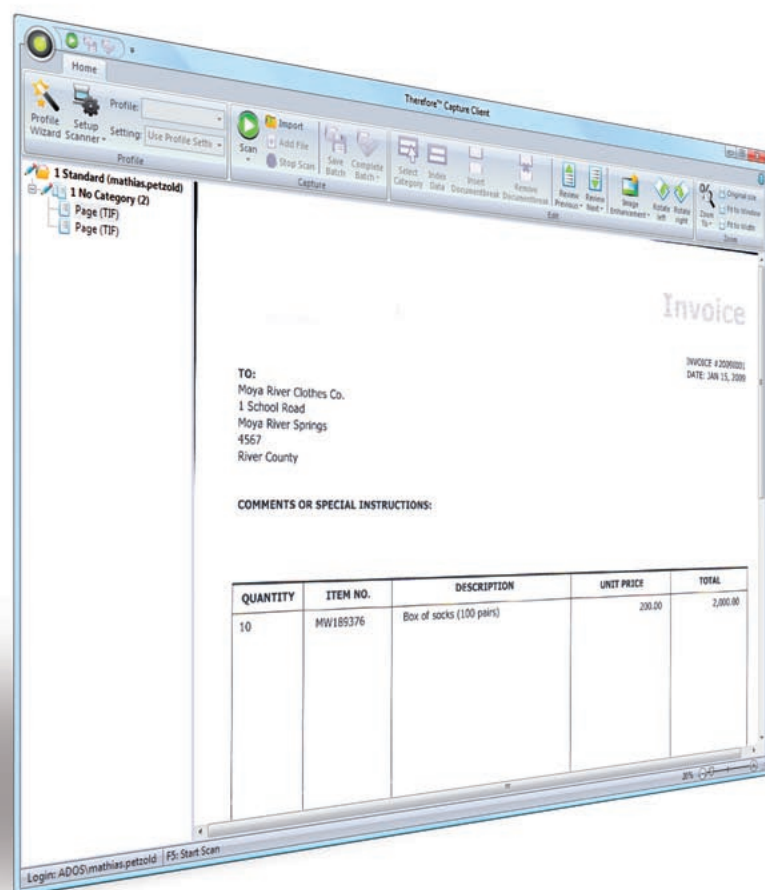 Therefore™ Capture Client
Home
Profile Wizard
Setup Scanner
Profile:
Setting: Use Profile Settin
Profile
Scan
Import
Add File
Stop Scan
Save Batch
Complete Batch
Capture
Select Category
Index Data
Insert Documentbreak
Remove Documentbreak
Review Previous
Review Next
Image Enhancement
Rotate left
Rotate right
Edit
Zoom To
Original size
Fit to Window
Fit to Width
Zoom
1 Standard (mathias.petzold)
1 No Category (2)
Page (TIF)
Page (TIF)
Invoice
INVOICE #20090001
DATE: JAN 15, 2009
TO:
Moya River Clothes Co.
1 School Road
Moya River Springs
4567
River County
COMMENTS OR SPECIAL INSTRUCTIONS:
QUANTITY ITEM NO. DESCRIPTION UNIT PRICE TOTAL
10 MW189376 Box of socks (100 pairs) 200.00 2,000.00
Login: ADOS\mathias.petzold F5: Start Scan